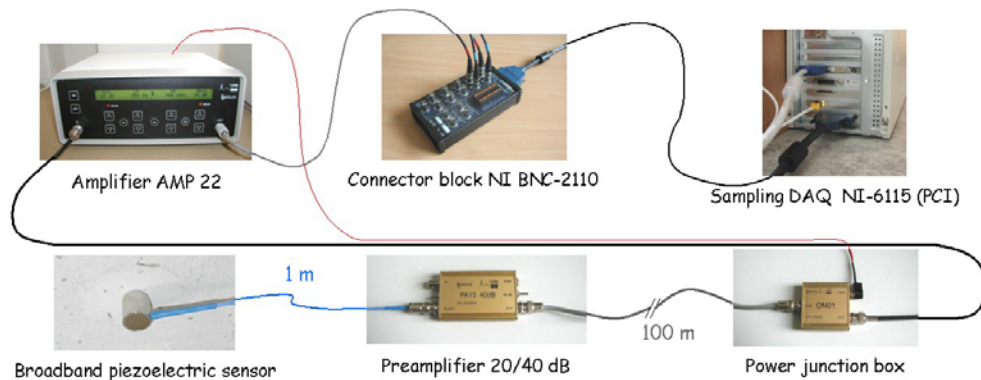 Amplifier AMP 22
Connector block NI BNC-2110
Sampling DAQ NI-6115 (PCI)
1 m
PA15 40dB
100 m
ON01
Broadband piezoelectric sensor
Preamplifier 20/40 dB
Power junction box